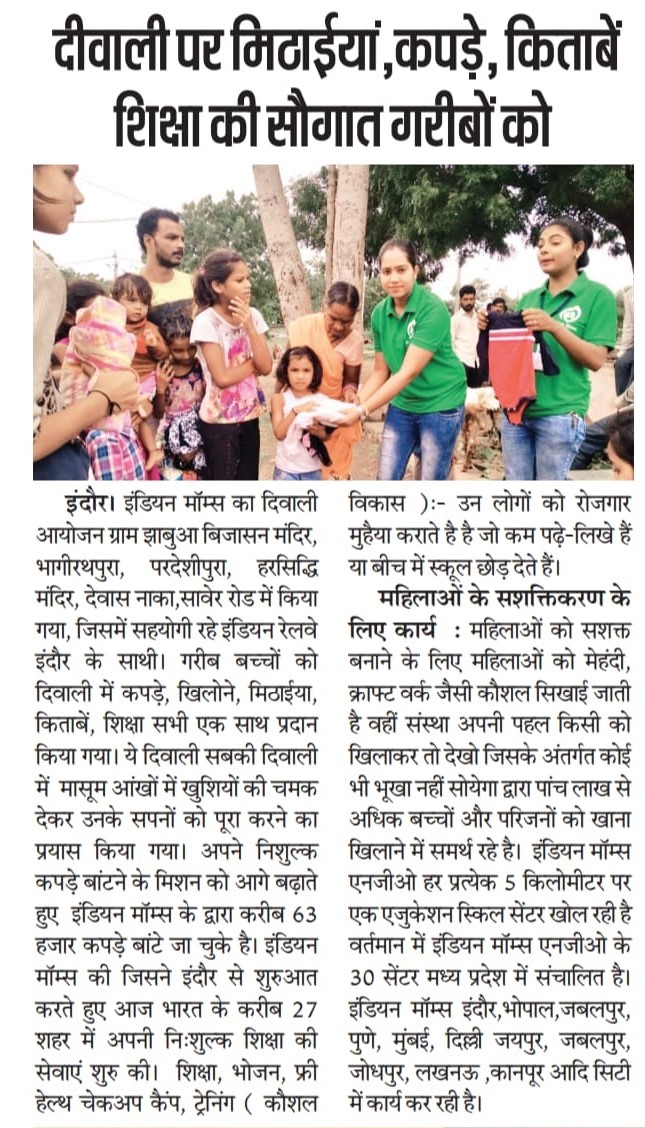 दीवाली पर मिठाईयां,कपड़े, किताबें
शिक्षा की सौगात गरीबों को
इंदौर। इंडियन मॉम्स का दिवाली
आयोजन ग्राम झाबुआ बिजासन मंदिर,
भागीरथपुरा, परदेशीपुरा, हरसिद्धि
मंदिर, देवास नाका,सावेर रोड में किया
गया, जिसमें सहयोगी रहे इंडियन रेलवे
इंदौर के साथी। गरीब बच्चों को
दिवाली में कपड़े, खिलोने, मिठाईया,
किताबें, शिक्षा सभी एक साथ प्रदान
किया गया। ये दिवाली सबकी दिवाली
में मासूम आंखों में खुशियों की चमक
देकर उनके सपनों को पूरा करने का
प्रयास किया गया। अपने निशुल्क
कपड़े बांटने के मिशन को आगे बढ़ाते
हुए इंडियन मॉम्स के द्वारा करीब 63
हजार कपड़े बांटे जा चुके है। इंडियन
मॉम्स की जिसने इंदौर से शुरुआत
करते हुए आज भारत के करीब 27
शहर में अपनी निःशुल्क शिक्षा की
सेवाएं शुरु की। शिक्षा, भोजन, फ्री
हेल्थ चेकअप कैंप, ट्रेनिंग ( कौशल
विकास ):- उन लोगों को रोजगार
मुहैया कराते है है जो कम पढ़े-लिखे हैं
या बीच में स्कूल छोड़ देते हैं।
महिलाओं के सशक्तिकरण के
लिए कार्य : महिलाओं को सशक्त
बनाने के लिए महिलाओं को मेहंदी,
क्राफ्ट वर्क जैसी कौशल सिखाई जाती
है वहीं संस्था अपनी पहल किसी को
खिलाकर तो देखो जिसके अंतर्गत कोई
भी भूखा नहीं सोयेगा द्वारा पांच लाख से
अधिक बच्चों और परिजनों को खाना
खिलाने में समर्थ रहे है। इंडियन मॉम्स
एनजीओ हर प्रत्येक 5 किलोमीटर पर
एक एजुकेशन स्किल सेंटर खोल रही है
वर्तमान में इंडियन मॉम्स एनजीओ के
30 सेंटर मध्य प्रदेश में संचालित है।
इंडियन मॉम्स इंदौर,भोपाल,जबलपुर,
पुणे, मुंबई, दिल्ली जयपुर, जबलपुर,
जोधपुर, लखनऊ ,कानपूर आदि सिटी
में कार्य कर रही है।